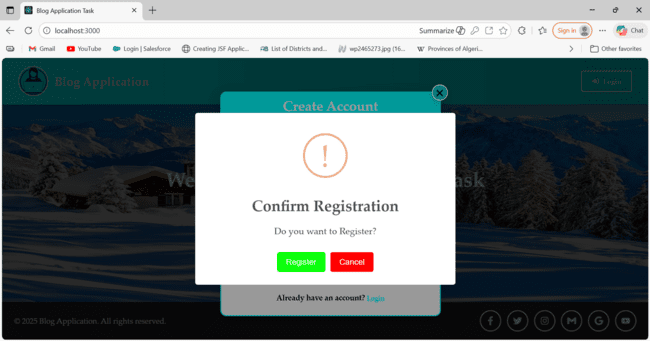 Blog Application Task
localhost:3000
Summarize
Sign in
Chat
Gmail
YouTube
Login | Salesforce
Creating JSF Applic...
List of Districts and...
wp2465273.jpg (16...
Provinces of Algeri...
Other favorites
Blog Application
Login
Create Account
We
sk
Confirm Registration
Do you want to Register?
Register
Cancel
Already have an account? Login
© 2025 Blog Application. All rights reserved.